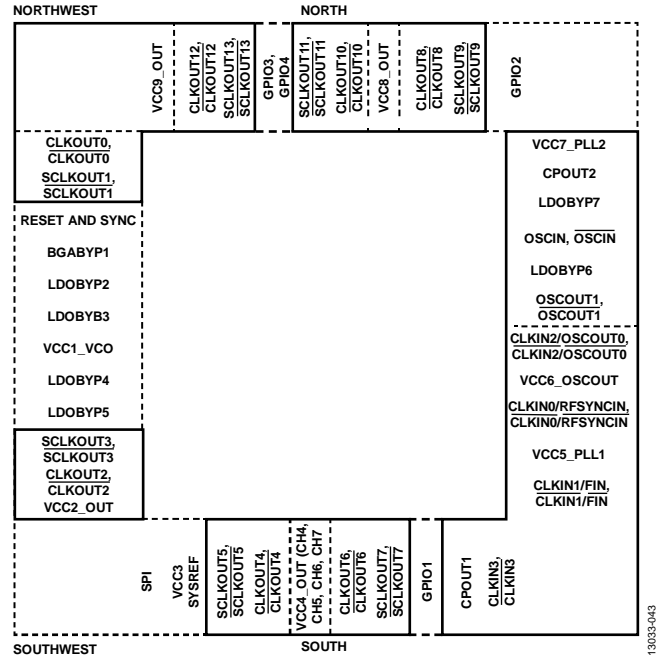 NORTHWEST
NORTH
VCC9_OUT
CLKOUT12,
CLKOUT12
SCLKOUT13,
SCLKOUT13
GPIO3,
GPIO4
SCLKOUT11,
SCLKOUT11
CLKOUT10,
CLKOUT10
VCC8_OUT
CLKOUT8,
CLKOUT8
SCLKOUT9,
SCLKOUT9
GPIO2
CLKOUT0,
CLKOUT0
SCLKOUT1,
SCLKOUT1
RESET AND SYNC
BGABYP1
LDOBYP2
LDOBYB3
VCC1_VCO
LDOBYP4
LDOBYP5
SCLKOUT3,
SCLKOUT3
CLKOUT2,
CLKOUT2
VCC2_OUT
VCC7_PLL2
CPOUT2
LDOBYP7
OSCIN, OSCIN
LDOBYP6
OSCOUT1,
OSCOUT1
CLKIN2/OSCOUT0,
CLKIN2/OSCOUT0
VCC6_OSCOUT
CLKIN0/RFSYNCIN,
CLKIN0/RFSYNCIN
VCC5_PLL1
CLKIN1/FIN,
CLKIN1/FIN
SPI
VCC3
SYSREF
SCLKOUT5,
SCLKOUT5
CLKOUT4,
CLKOUT4
VCC4_OUT (CH4,
CH5, CH6, CH7
CLKOUT6,
CLKOUT6
SCLKOUT7,
SCLKOUT7
GPIO1
CPOUT1
CLKIN3,
CLKIN3
SOUTHWEST
SOUTH
13033-043